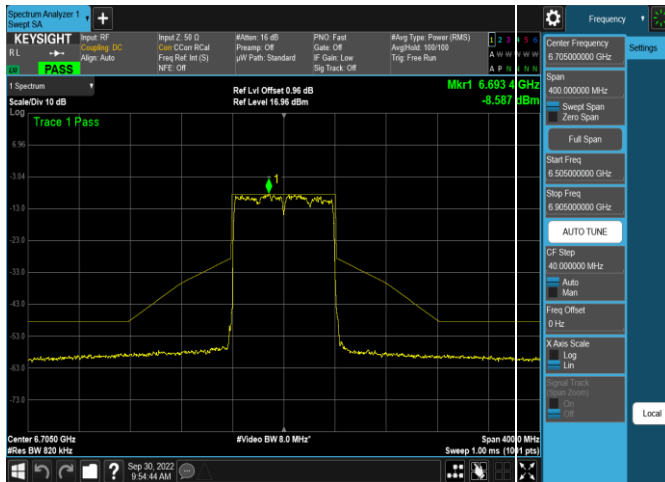 Spectrum Analyzer 1
Swept SA
+
Frequency
KEYSIGHT
Input: RF
Input Z: 50 Ω
#Atten: 16 dB
PNO: Fast
#Avg Type: Power (RMS)
1 2 3 4 5 6
R L
Coupling: DC
Corr CCorr RCal
Preamp: Off
Gate: Off
Avg|Hold: 100/100
Align: Auto
Freq Ref: Int (S)
µW Path: Standard
IF Gain: Low
Trig: Free Run
A W W W W W
NFE: Off
Sig Track: Off
A P N N N N
PASS
1 Spectrum
Ref Lvl Offset 0.96 dB
Mkr1 6.693 4 GHz
Scale/Div 10 dB
Ref Level 16.96 dBm
-8.587 dBm
Log
Trace 1 Pass
6.96
-3.04
1
-13.0
-23.0
-33.0
-43.0
-53.0
-63.0
-73.0
Center 6.7050 GHz
#Video BW 8.0 MHz*
Span 400.0 MHz
#Res BW 820 kHz
Sweep 1.00 ms (1001 pts)
?
Sep 30, 2022
9:54:44 AM
Center Frequency
6.705000000 GHz
Settings
Span
400.000000 MHz
Swept Span
Zero Span
Full Span
Start Freq
6.505000000 GHz
Stop Freq
6.905000000 GHz
AUTO TUNE
CF Step
40.000000 MHz
Auto
Man
Freq Offset
0 Hz
X Axis Scale
Log
Lin
Signal Track
(Span Zoom)
On
Off
Local